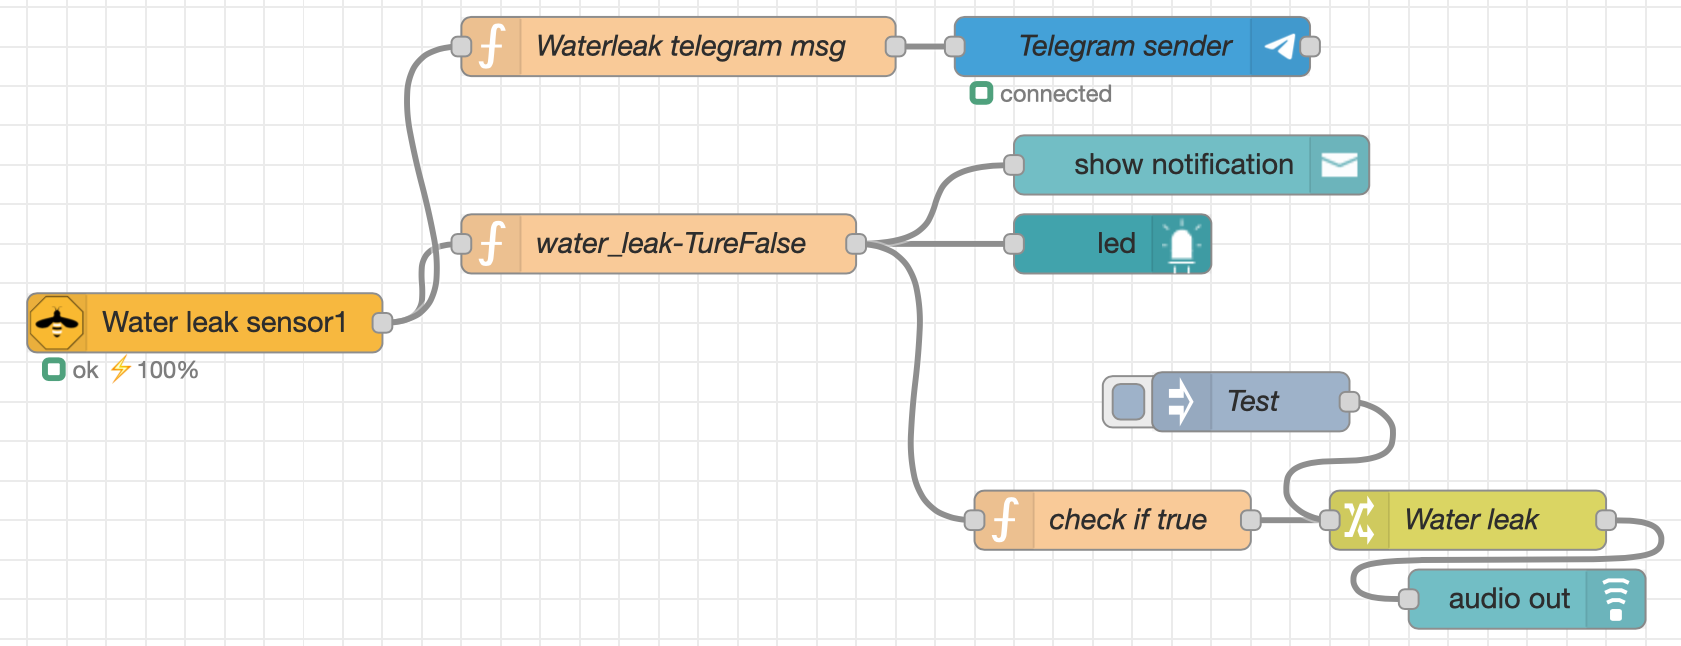 Waterleak telegram msg
Telegram sender
connected
show notification
water_leak-TureFalse
led
Water leak sensor1
ok ⚡100%
Test
check if true
Water leak
audio out